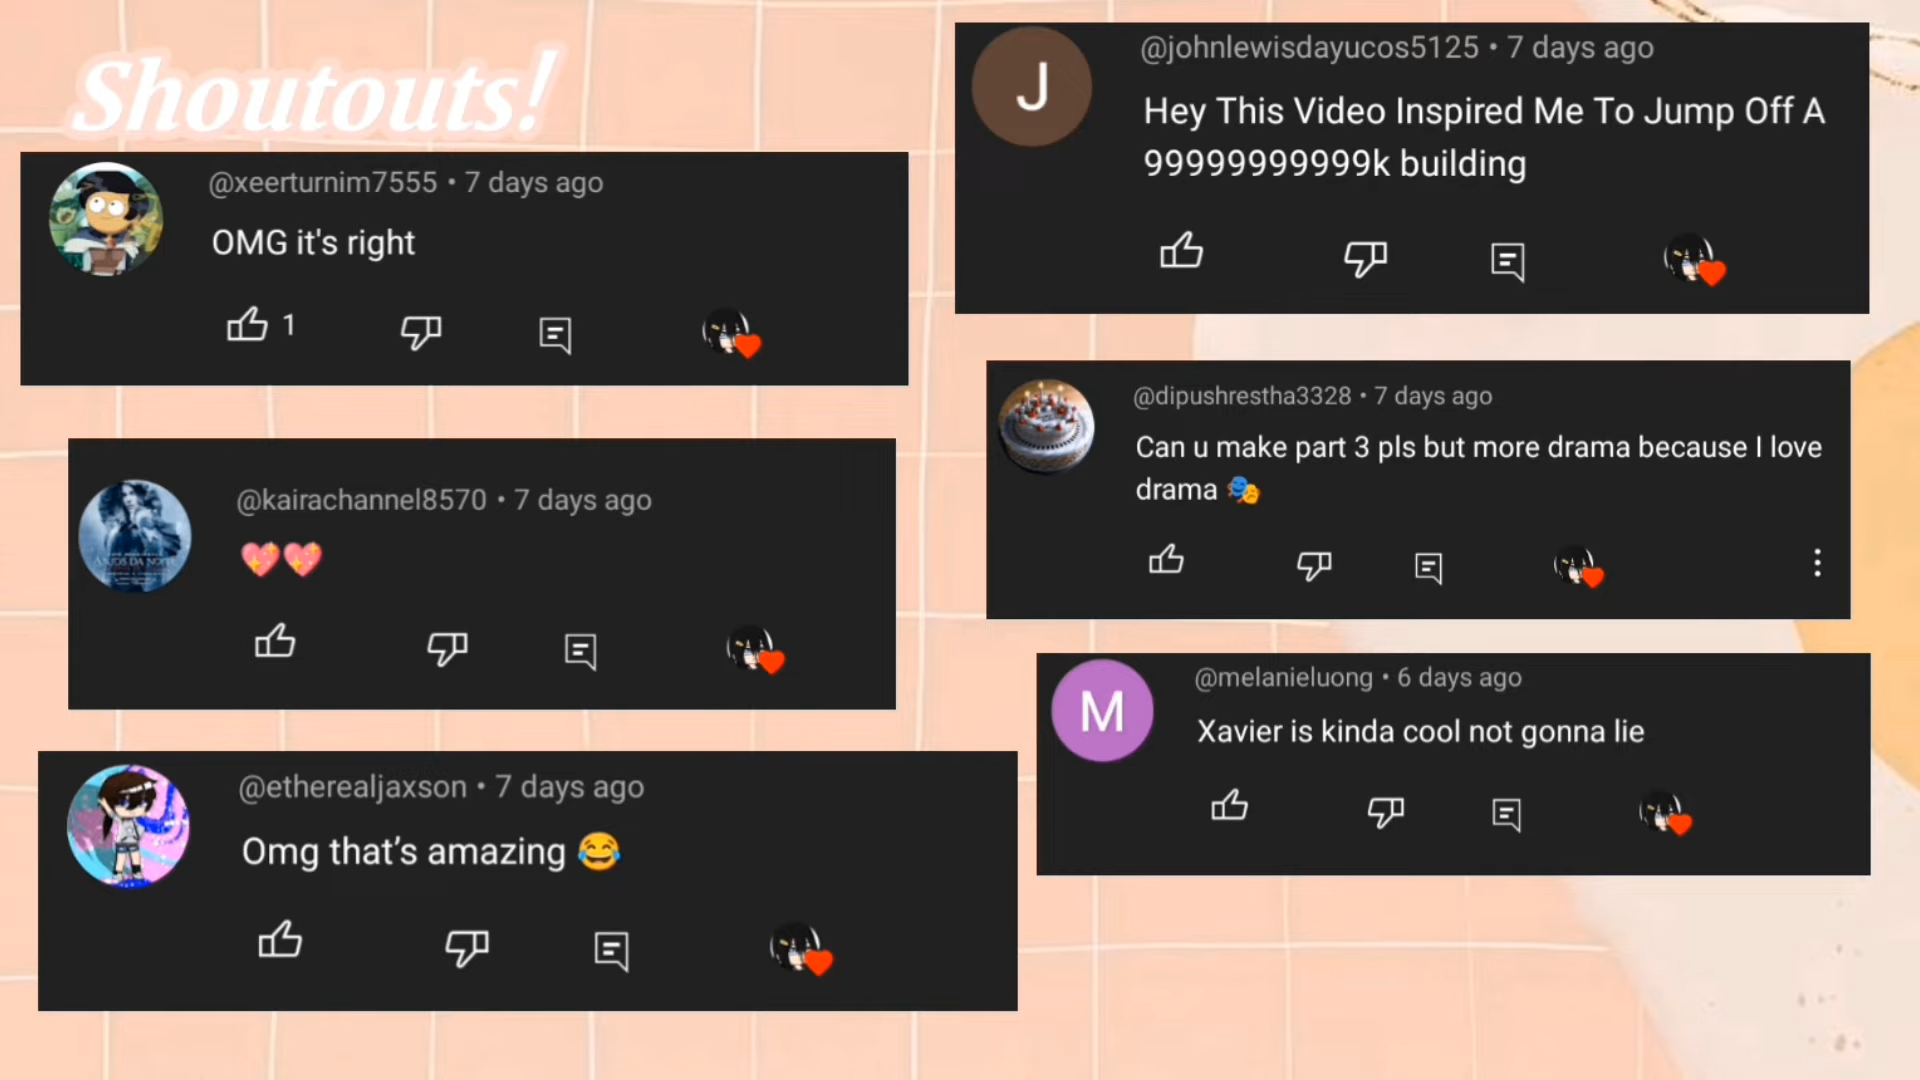 Shoutouts!
@xeerturnim7555 • 7 days ago
OMG it's right
1
@kairachannel8570 • 7 days ago
💖💖
ANJOS DA NOITE
@etherealjaxson • 7 days ago
Omg that’s amazing 😂
J
@johnlewisdayucos5125 • 7 days ago
Hey This Video Inspired Me To Jump Off A
99999999999k building
@dipushrestha3328 • 7 days ago
Can u make part 3 pls but more drama because I love
drama 🎭
M
@melanieluong • 6 days ago
Xavier is kinda cool not gonna lie